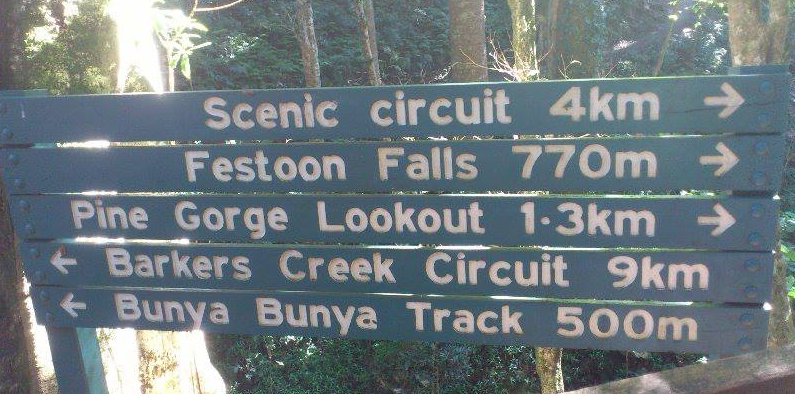 Scenic circuit 4km →
Festoon Falls 770m →
Pine Gorge Lookout 1·3km →
← Barkers Creek Circuit 9km
← Bunya Bunya Track 500m